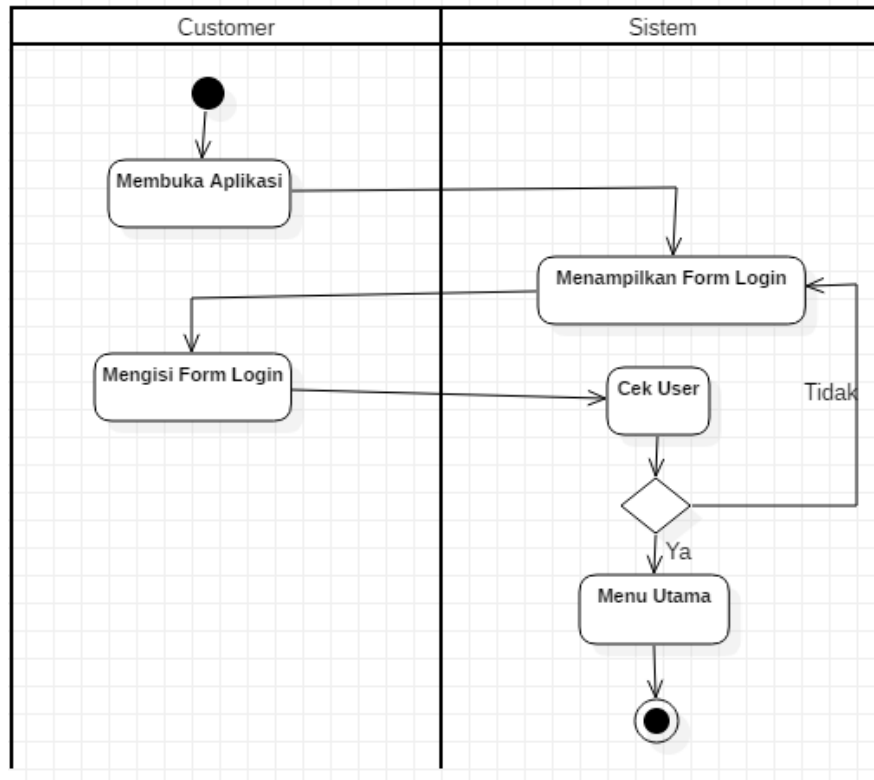 Customer
Sistem
Membuka Aplikasi
Menampilkan Form Login
Mengisi Form Login
Cek User
Tidak
Ya
Menu Utama